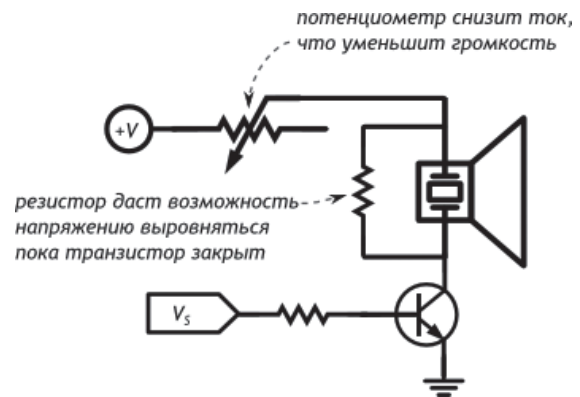 потенциометр снизит ток,
что уменьшит громкость
+V
резистор даст возможность
напряжению выровняться
пока транзистор закрыт
Vs